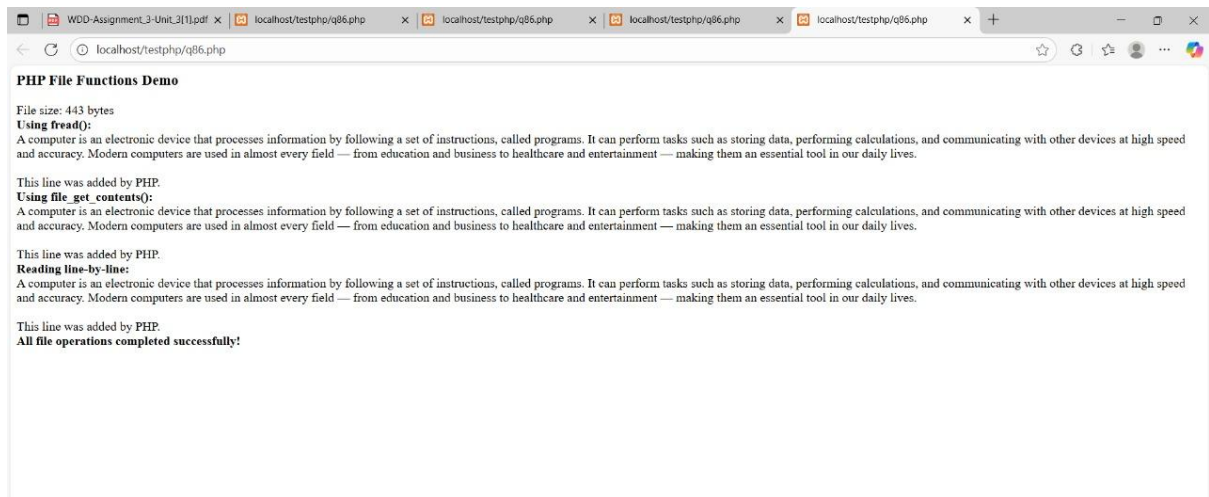 WDD-Assignment_3-Unit_3[1].pdf
localhost/testphp/q86.php
localhost/testphp/q86.php
localhost/testphp/q86.php
localhost/testphp/q86.php
localhost/testphp/q86.php
PHP File Functions Demo
File size: 443 bytes
Using fread():
A computer is an electronic device that processes information by following a set of instructions, called programs. It can perform tasks such as storing data, performing calculations, and communicating with other devices at high speed
and accuracy. Modern computers are used in almost every field — from education and business to healthcare and entertainment — making them an essential tool in our daily lives.
This line was added by PHP.
Using file_get_contents():
A computer is an electronic device that processes information by following a set of instructions, called programs. It can perform tasks such as storing data, performing calculations, and communicating with other devices at high speed
and accuracy. Modern computers are used in almost every field — from education and business to healthcare and entertainment — making them an essential tool in our daily lives.
This line was added by PHP.
Reading line-by-line:
A computer is an electronic device that processes information by following a set of instructions, called programs. It can perform tasks such as storing data, performing calculations, and communicating with other devices at high speed
and accuracy. Modern computers are used in almost every field — from education and business to healthcare and entertainment — making them an essential tool in our daily lives.
This line was added by PHP.
All file operations completed successfully!